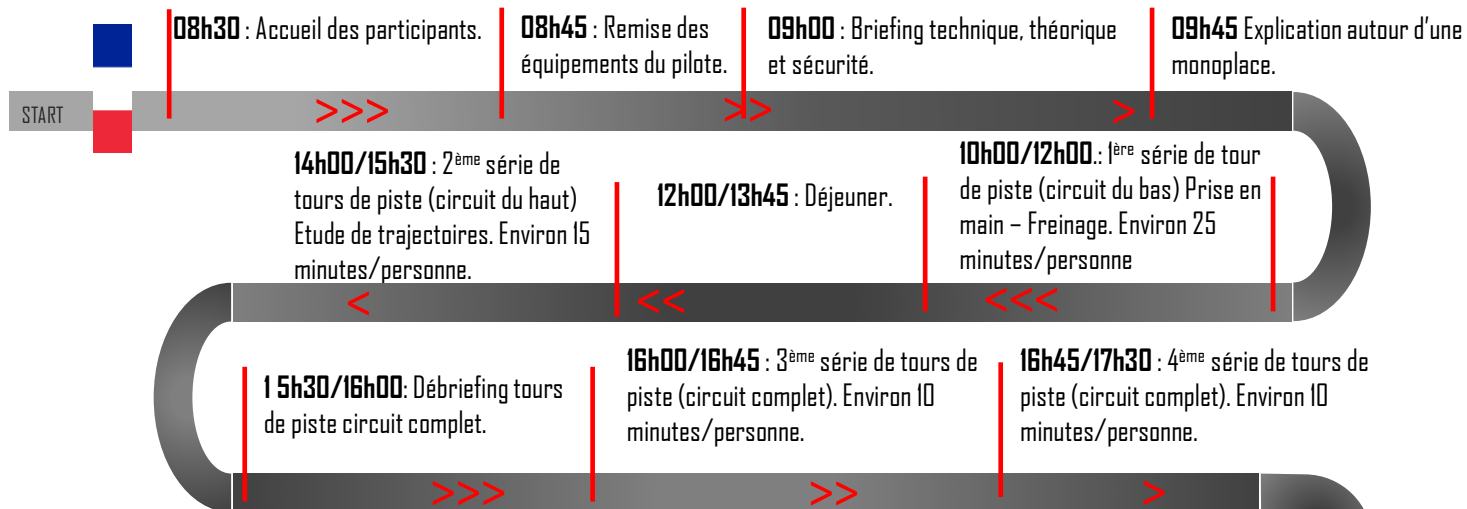 08h30 : Accueil des participants.
08h45 : Remise des
équipements du pilote.
09h00 : Briefing technique, théorique
et sécurité.
09h45 Explication autour d'une
monoplace.
START
>>>
>>
>
10h00/12h00.: 1ère série de tour
de piste (circuit du bas) Prise en
main – Freinage. Environ 25
minutes/personne
12h00/13h45 : Déjeuner.
14h00/15h30 : 2ème série de
tours de piste (circuit du haut)
Etude de trajectoires. Environ 15
minutes/personne.
<<<
<<
<
1 5h30/16h00: Débriefing tours
de piste circuit complet.
16h00/16h45 : 3ème série de tours de
piste (circuit complet). Environ 10
minutes/personne.
16h45/17h30 : 4ème série de tours de
piste (circuit complet). Environ 10
minutes/personne.
>>>
>>
>